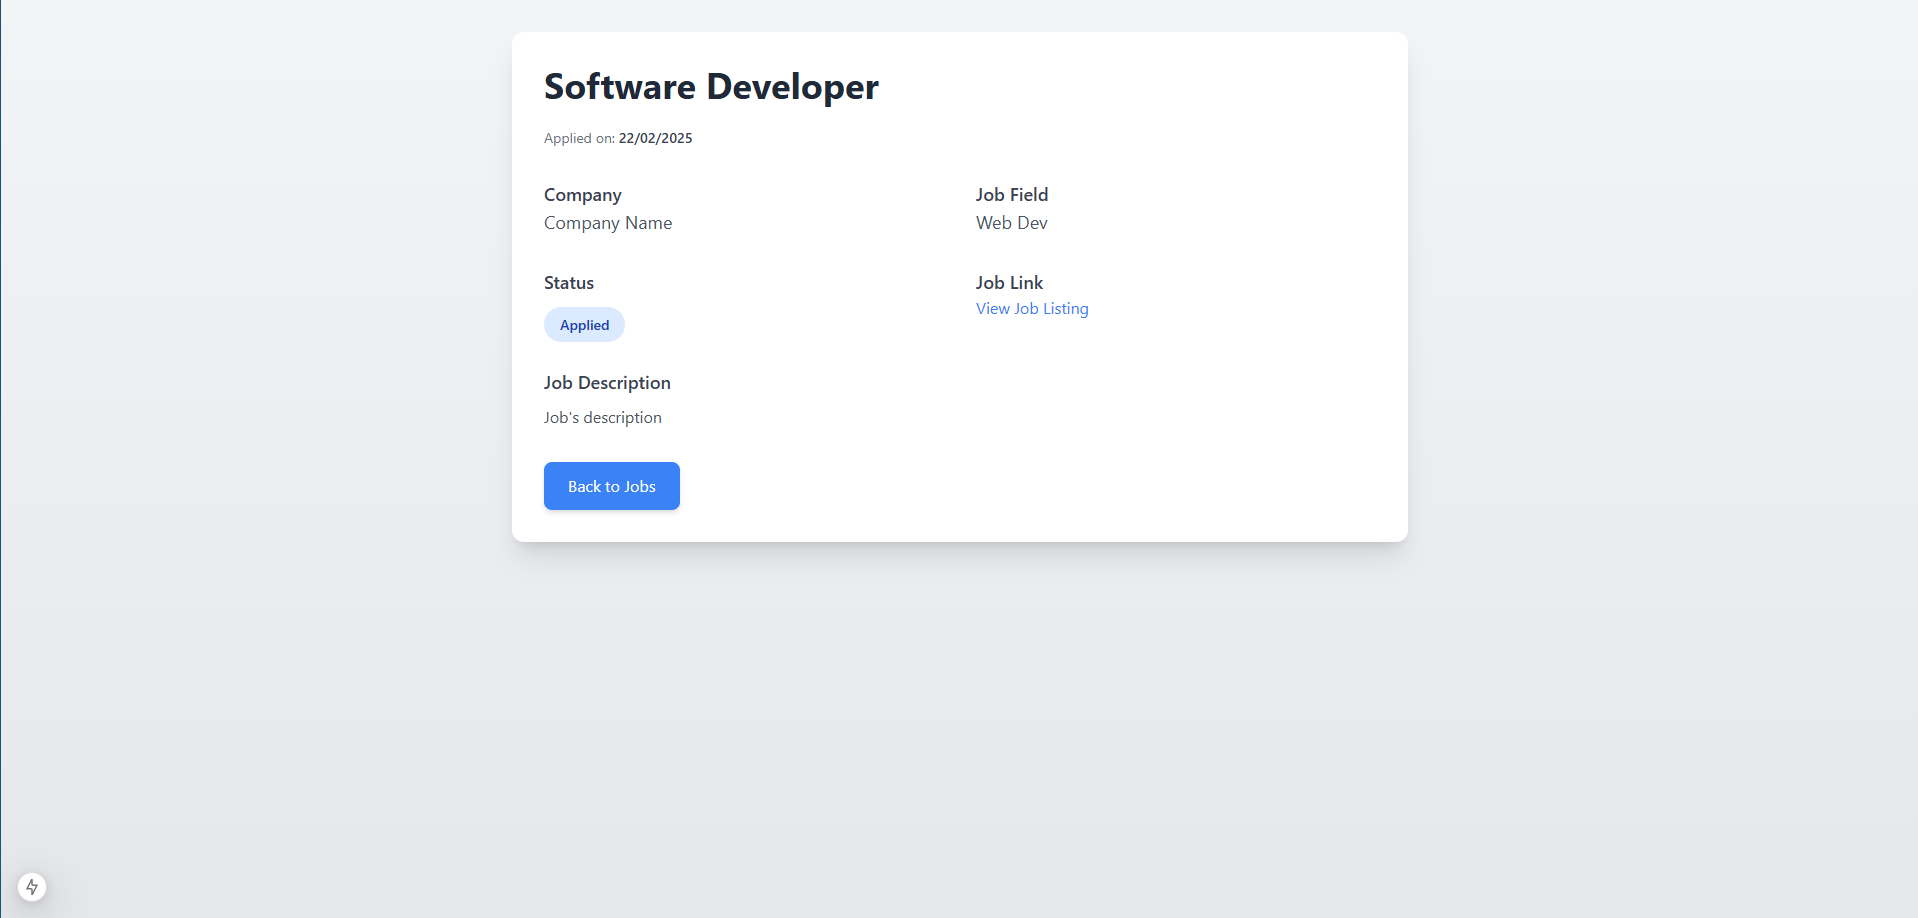 Software Developer
Applied on: 22/02/2025
Company
Company Name
Job Field
Web Dev
Status
Applied
Job Link
View Job Listing
Job Description
Job's description
Back to Jobs